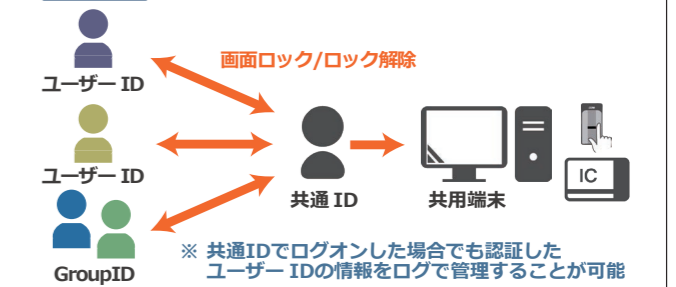 画面ロック/ロック解除
ユーザー ID
ユーザー ID
共通 ID
共用端末
IC
GroupID
※ 共通IDでログオンした場合でも認証した
ユーザー IDの情報をログで管理することが可能